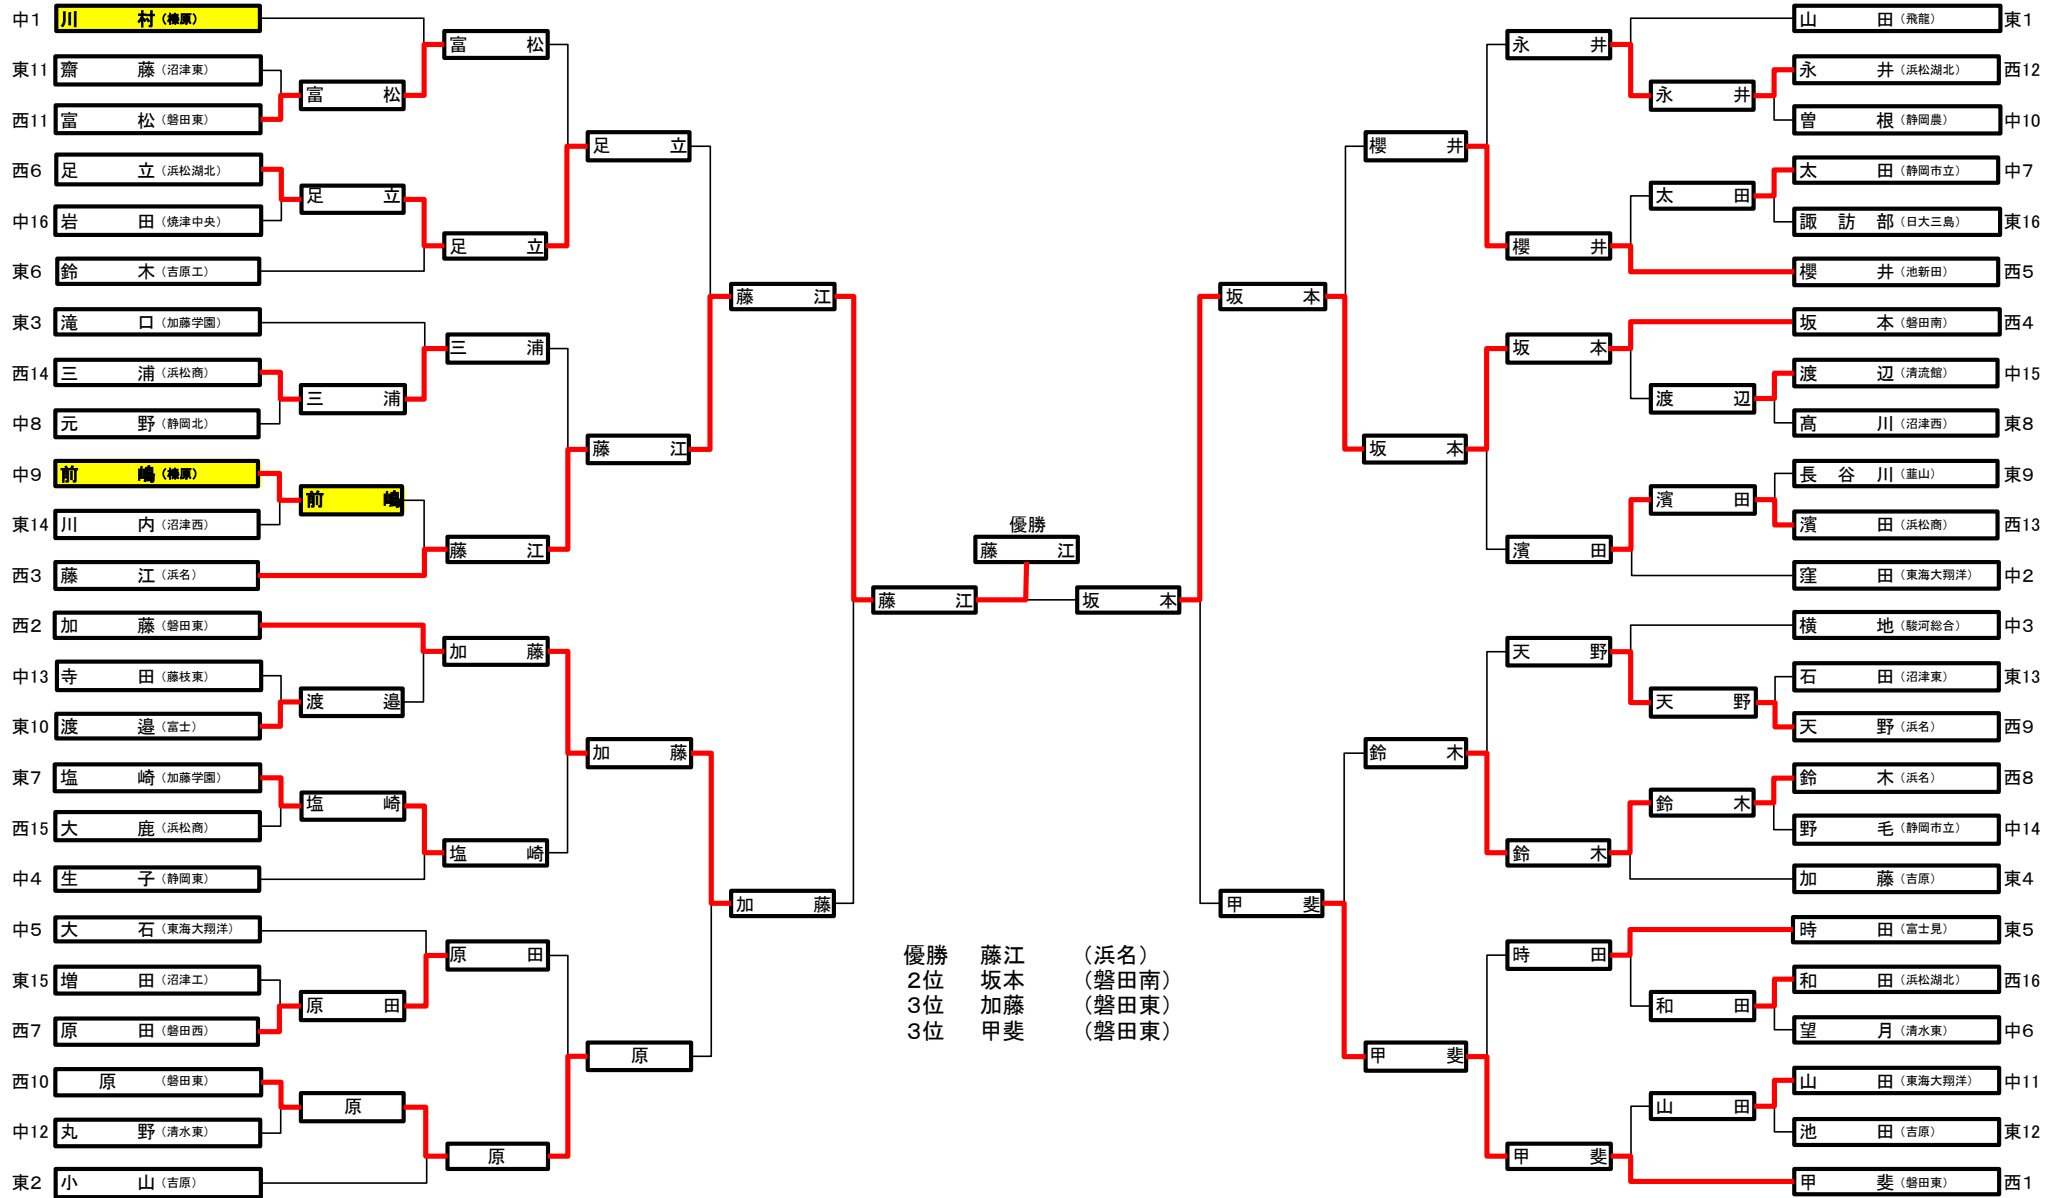 中1 川村(榛原)
東11 齋藤(沼津東)
西11 富松(磐田東)
西6 足立(浜松湖北)
中16 岩田(焼津中央)
東6 鈴木(吉原工)
東3 滝口(加藤学園)
西14 三浦(浜松商)
中8 元野(静岡北)
中9 前嶋(榛原)
東14 川内(沼津西)
西3 藤江(浜名)
西2 加藤(磐田東)
中13 寺田(藤枝東)
東10 渡邉(富士)
東7 塩崎(加藤学園)
西15 大鹿(浜松商)
中4 生子(静岡東)
中5 大石(東海大翔洋)
東15 増田(沼津工)
西7 原田(磐田西)
西10 原(磐田東)
中12 丸野(清水東)
東2 小山(吉原)
富松
足立
三浦
前嶋
渡邉
塩崎
原田
原
富松
足立
三浦
藤江
加藤
塩崎
原田
原
足立
藤江
加藤
原
藤江
加藤
藤江
優勝
藤江
坂本
坂本
甲斐
櫻井
坂本
鈴木
甲斐
永井
櫻井
坂本
濱田
天野
鈴木
時田
甲斐
永井
太田
渡辺
濱田
天野
鈴木
和田
山田
山田(飛龍) 東1
永井(浜松湖北) 西12
曽根(静岡農) 中10
太田(静岡市立) 中7
諏訪部(日大三島) 東16
櫻井(池新田) 西5
坂本(磐田南) 西4
渡辺(清流館) 中15
髙川(沼津西) 東8
長谷川(韮山) 東9
濱田(浜松商) 西13
窪田(東海大翔洋) 中2
横地(駿河総合) 中3
石田(沼津東) 東13
天野(浜名) 西9
鈴木(浜名) 西8
野毛(静岡市立) 中14
加藤(吉原) 東4
時田(富士見) 東5
和田(浜松湖北) 西16
望月(清水東) 中6
山田(東海大翔洋) 中11
池田(吉原) 東12
甲斐(磐田東) 西1
優勝 藤江 (浜名)
2位 坂本 (磐田南)
3位 加藤 (磐田東)
3位 甲斐 (磐田東)